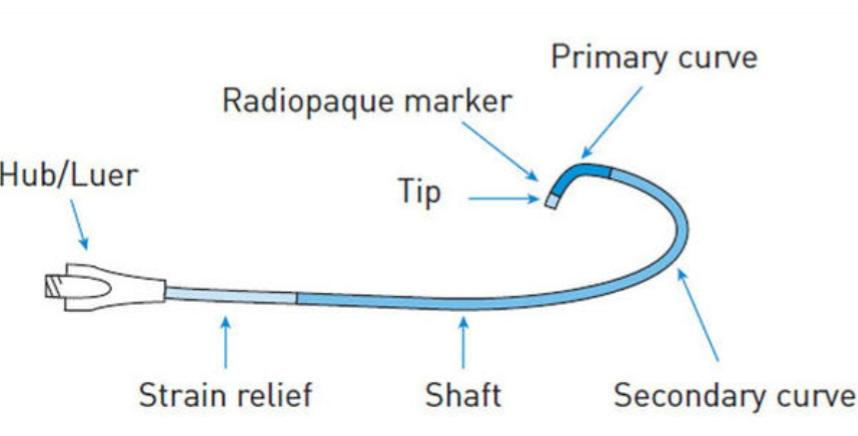 Primary curve
Radiopaque marker
Hub/Luer
Tip
Strain relief
Shaft
Secondary curve